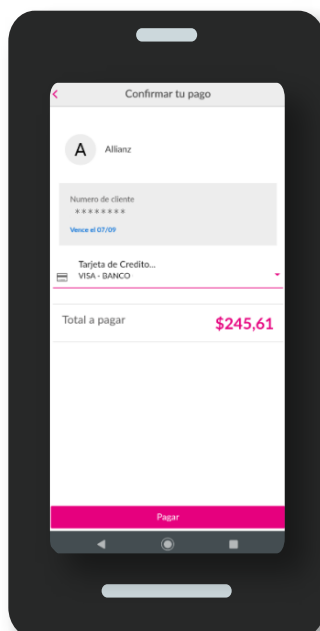 Confirmar tu pago
A
Allianz
Numero de cliente
********
Vence el 07/09
Tarjeta de Credito...
VISA - BANCO
Total a pagar
$245,61
Pagar